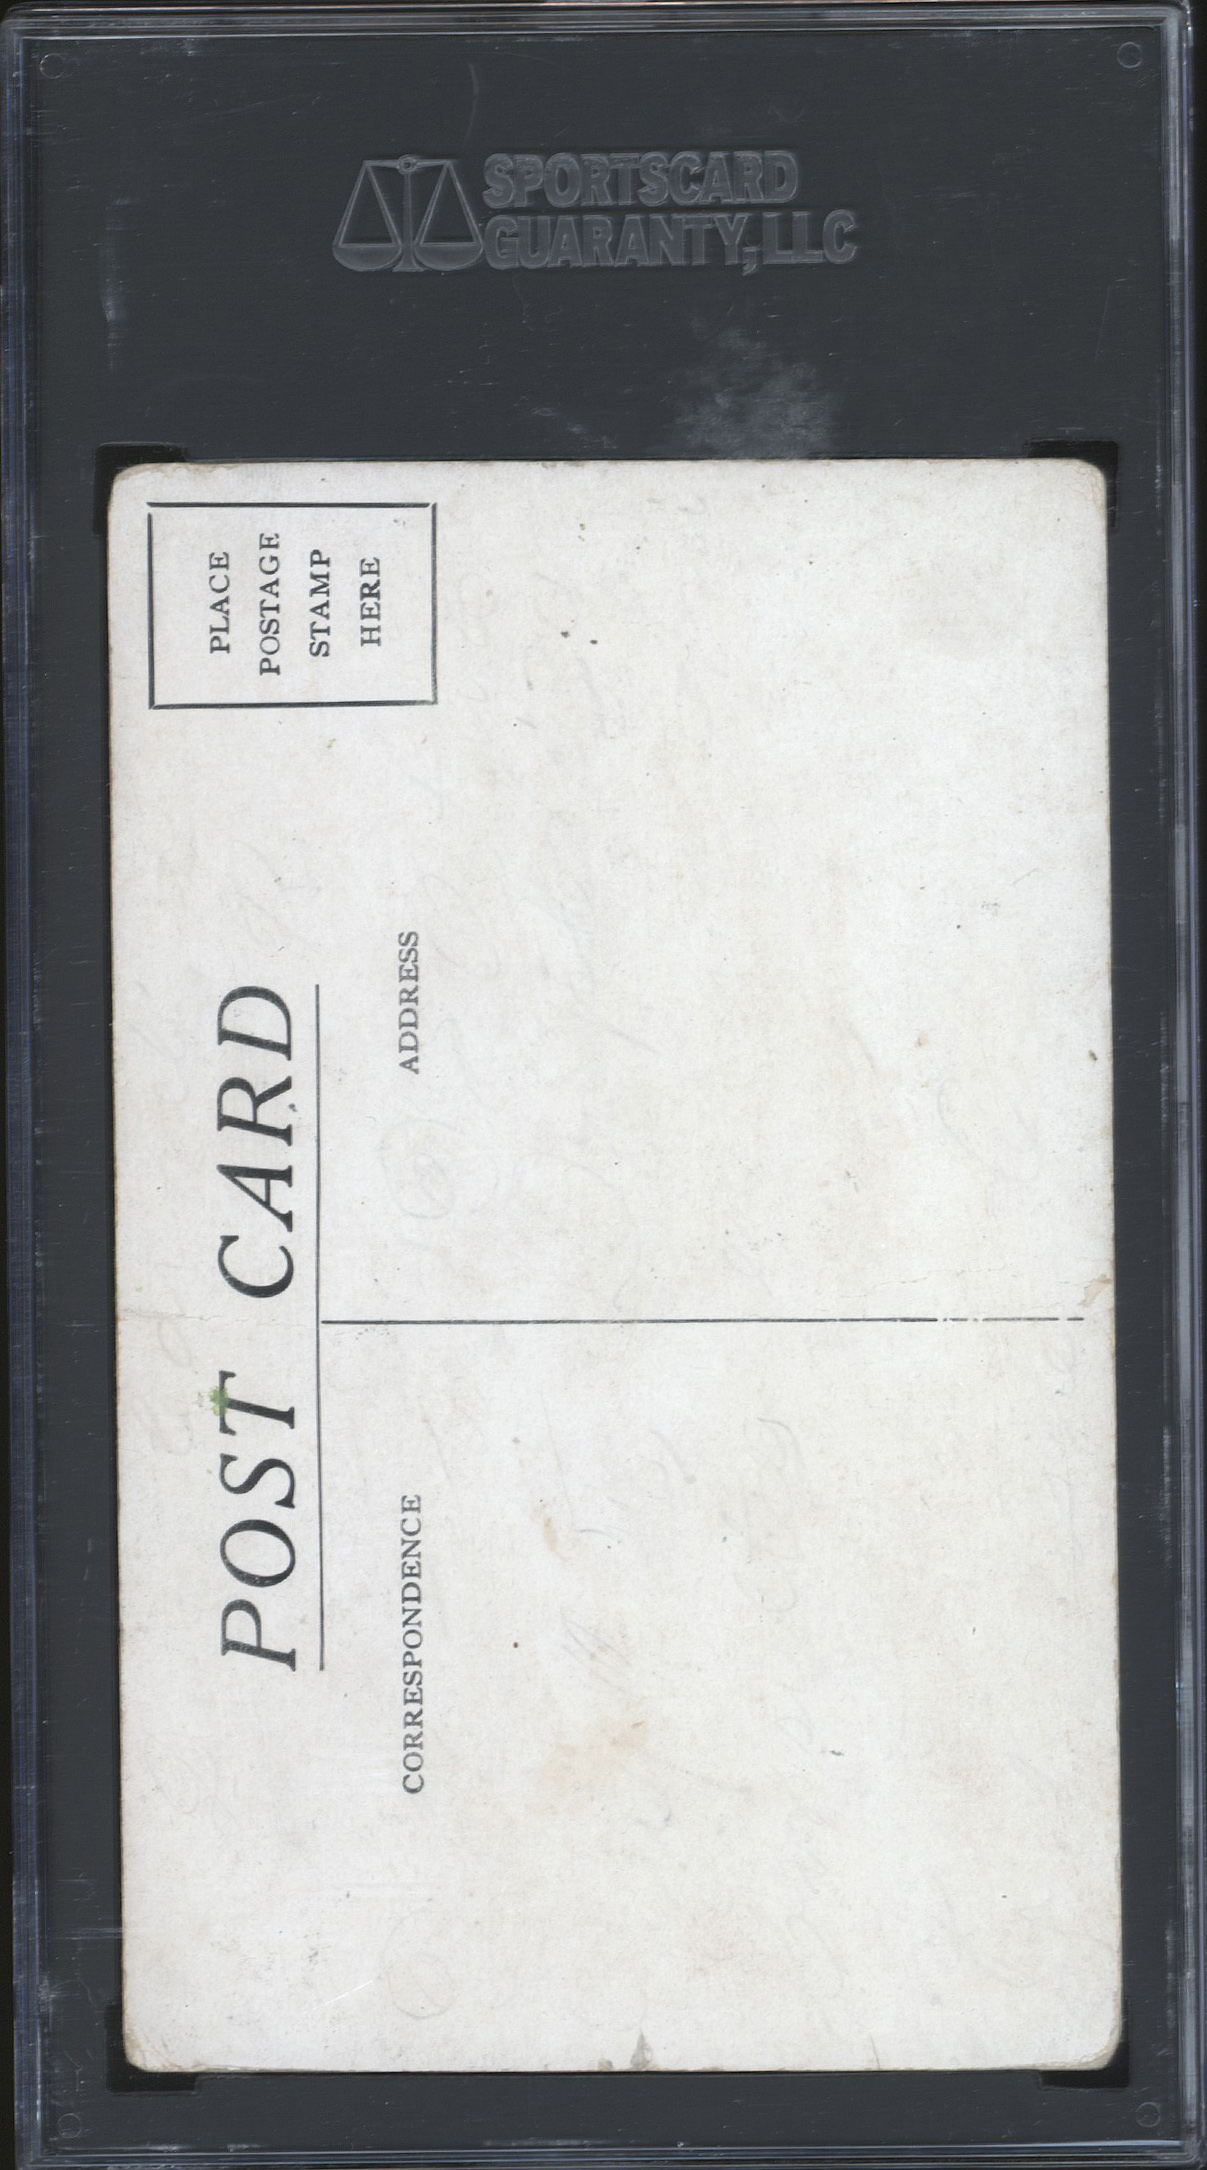 SPORTSCARD
GUARANTY, LLC
PLACE
POSTAGE
STAMP
HERE
POST CARD
CORRESPONDENCE
ADDRESS